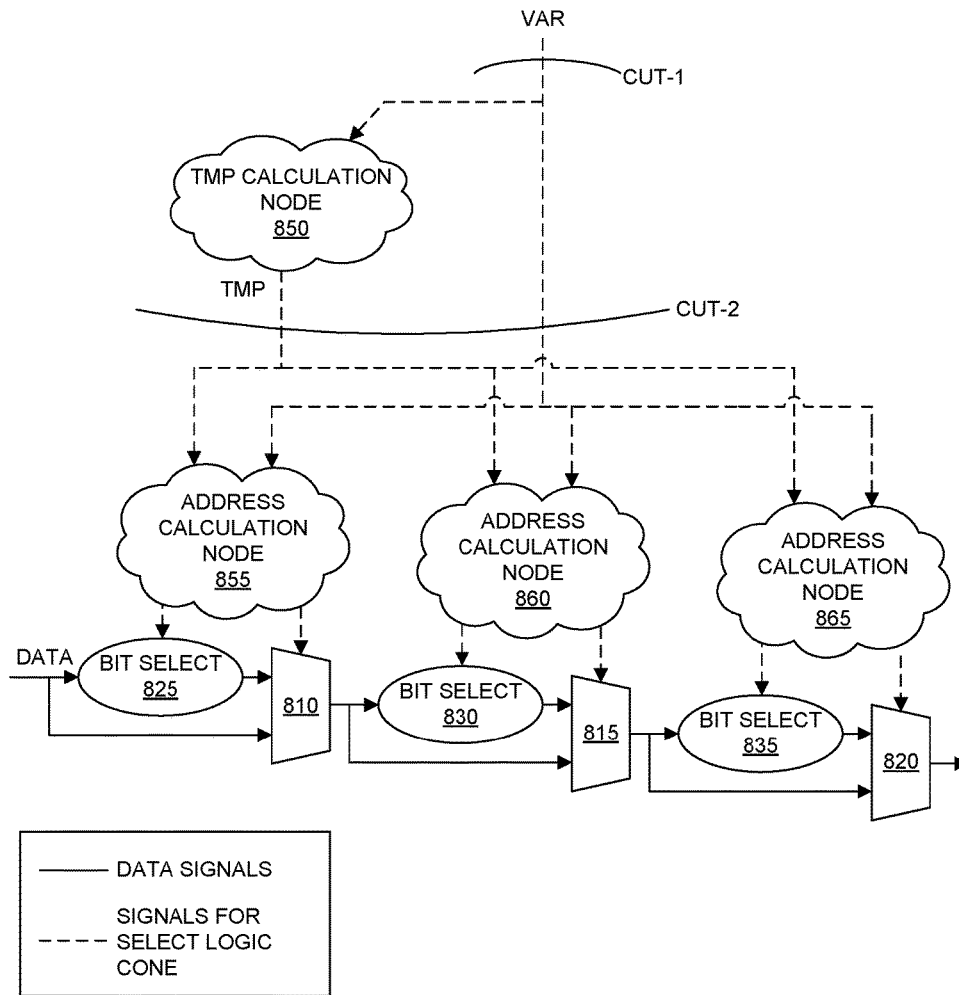 VAR
CUT-1
TMP CALCULATION
NODE
850
TMP
CUT-2
ADDRESS
CALCULATION
NODE
855
ADDRESS
CALCULATION
NODE
860
ADDRESS
CALCULATION
NODE
865
DATA
BIT SELECT
825
810
BIT SELECT
830
815
BIT SELECT
835
820
DATA SIGNALS
SIGNALS FOR
SELECT LOGIC
CONE